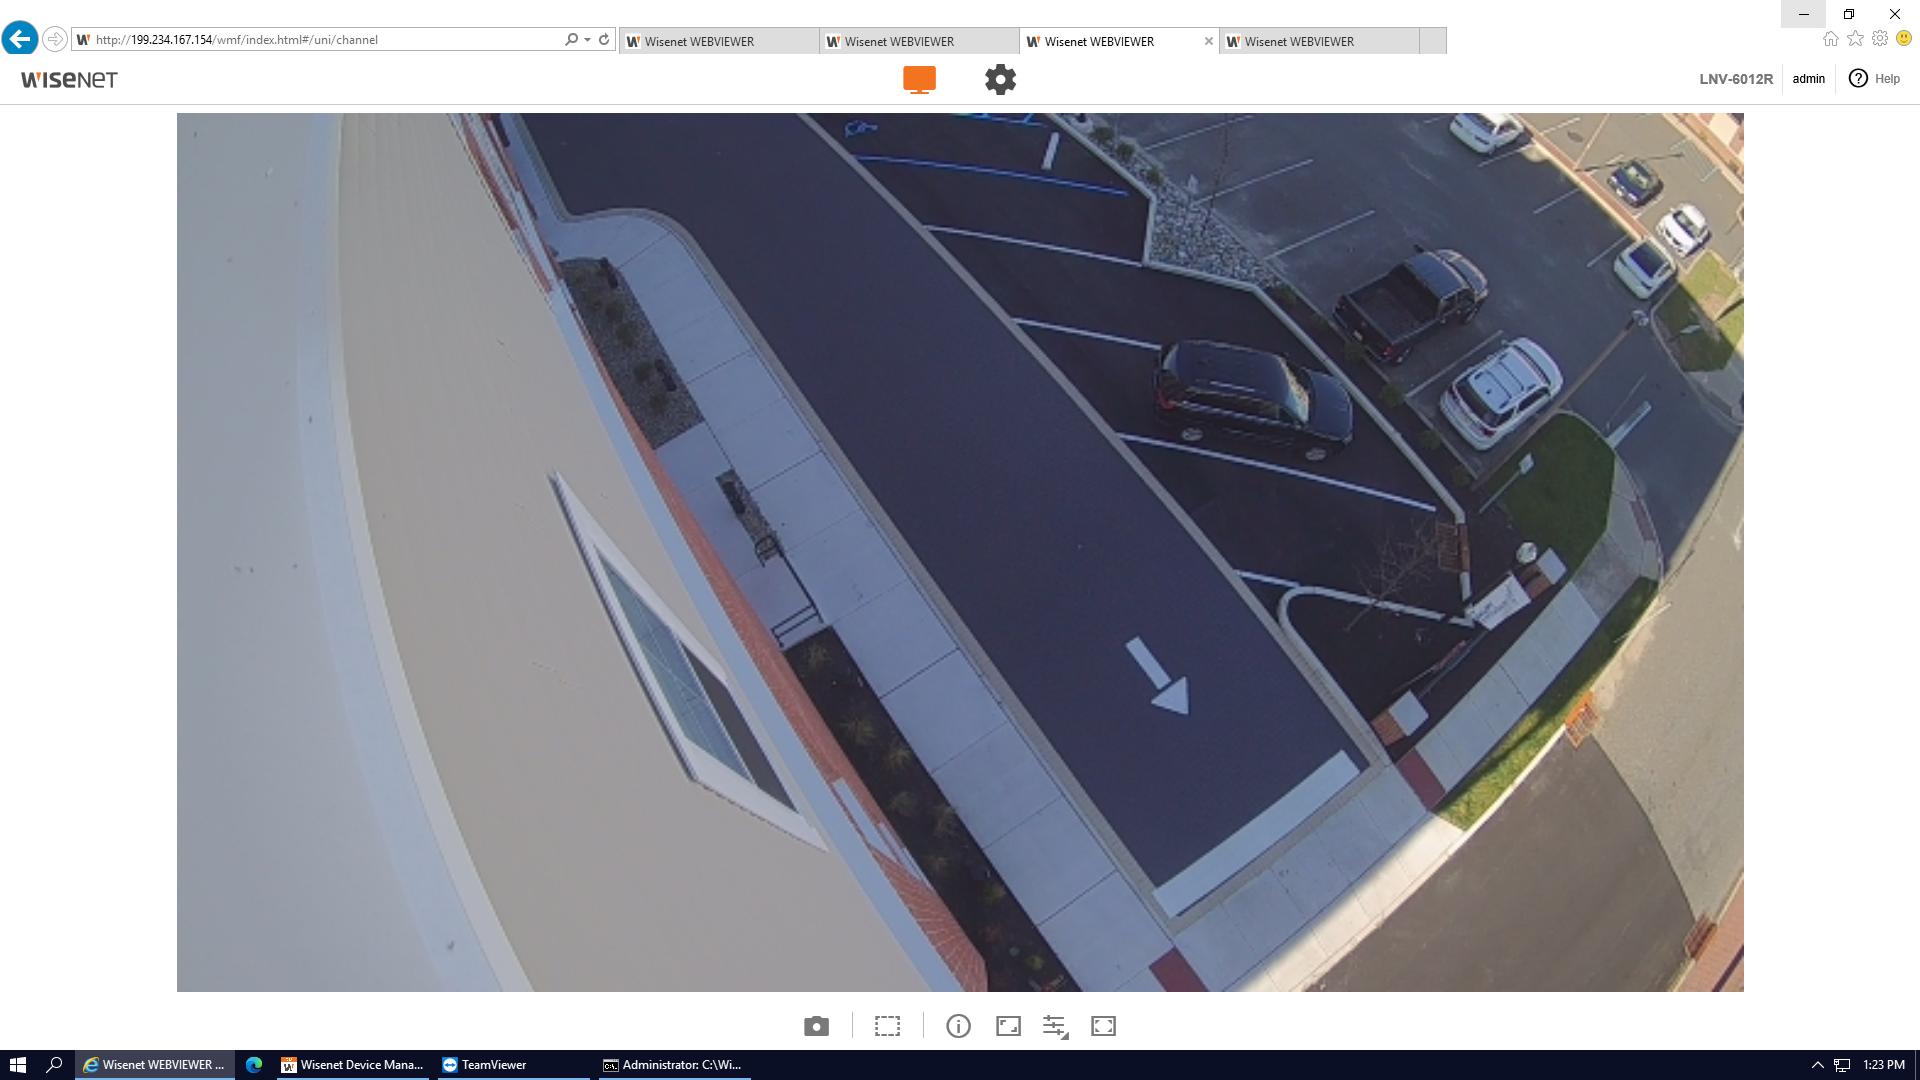 http://199.234.167.154/wmf/index.html#/uni/channel
Wisenet WEBVIEWER
Wisenet WEBVIEWER
Wisenet WEBVIEWER
Wisenet WEBVIEWER
WISENET
LNV-6012R
admin
Help
Wisenet WEBVIEWER ...
Wisenet Device Mana...
TeamViewer
Administrator: C:\Wi...
1:23 PM